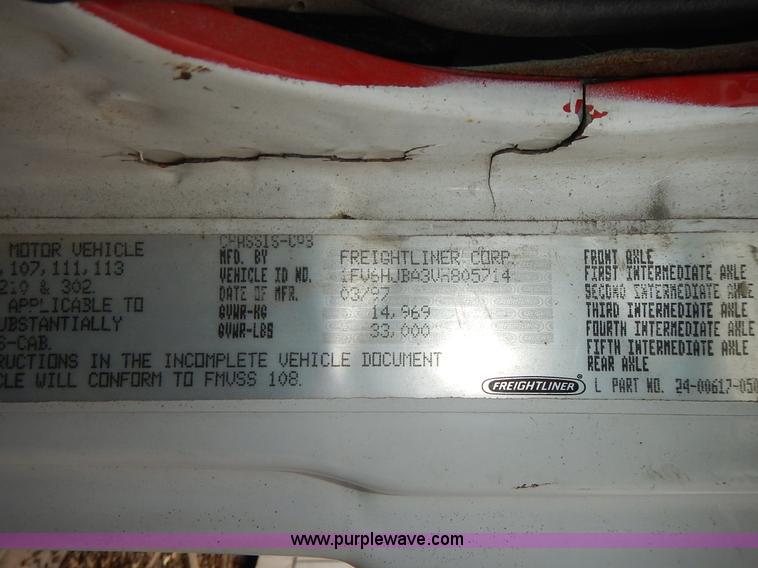 MOTOR VEHICLE
,107,111,113
210 & 302
APPLICABLE TO
UBSTANTIALLY
S-CAB.
RUCTIONS IN THE INCOMPLETE VEHICLE DOCUMENT
CLE WILL CONFORM TO FMVSS 108.
CHASSIS-CAB
MFD. BY FREIGHTLINER CORP.
VEHICLE ID NO. 1FV6HJBA3VH805714
DATE OF MFR. 03/97
GVWR-KG 14,969
GVWR-LBS 33,000
FRONT AXLE
FIRST INTERMEDIATE AXLE
SECOND INTERMEDIATE AXLE
THIRD INTERMEDIATE AXLE
FOURTH INTERMEDIATE AXLE
FIFTH INTERMEDIATE AXLE
REAR AXLE
FREIGHTLINER
L PART NO. 24-00617-050
www.purplewave.com